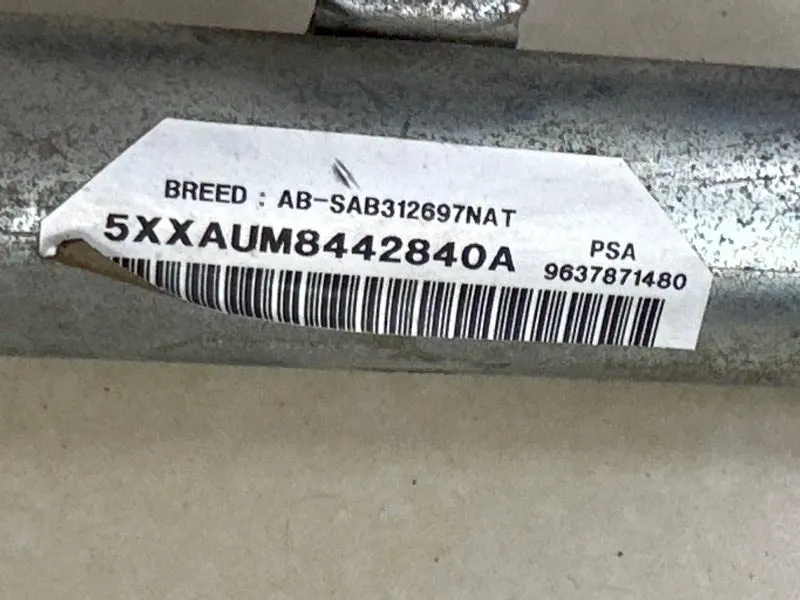 BREED : AB-SAB312697NAT
5XXAUM8442840A
PSA
9637871480